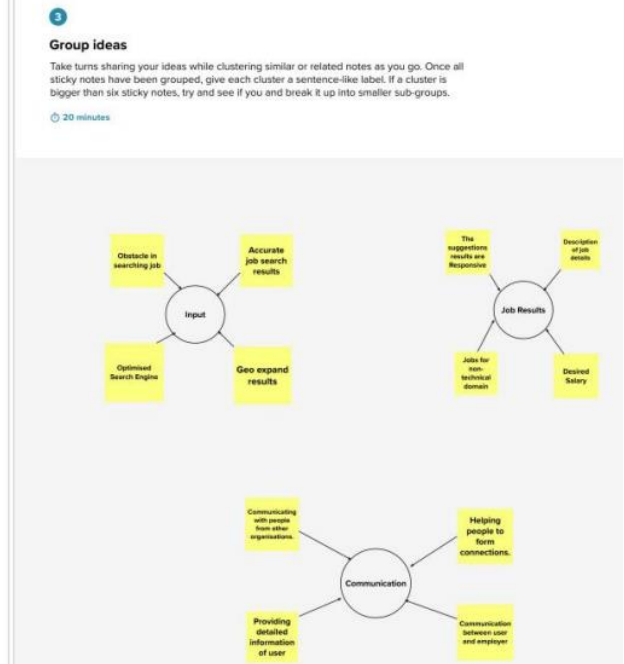 3
Group ideas
Take turns sharing your ideas while clustering similar or related notes as you go. Once all
sticky notes have been grouped, give each cluster a sentence-like label. If a cluster is
bigger than six sticky notes, try and see if you and break it up into smaller sub-groups.
20 minutes
Obstacle in
searching job
Accurate
job search
results
Input
Optimised
Search Engine
Geo expand
results
The
suggestions
results are
Responsive
Description
of job
details
Job Results
Jobs for
non-
technical
domain
Desired
Salary
Communicating
with people
from other
organisations.
Helping
people to
form
connections.
Communication
Providing
detailed
information
of user
Communication
between user
and employer